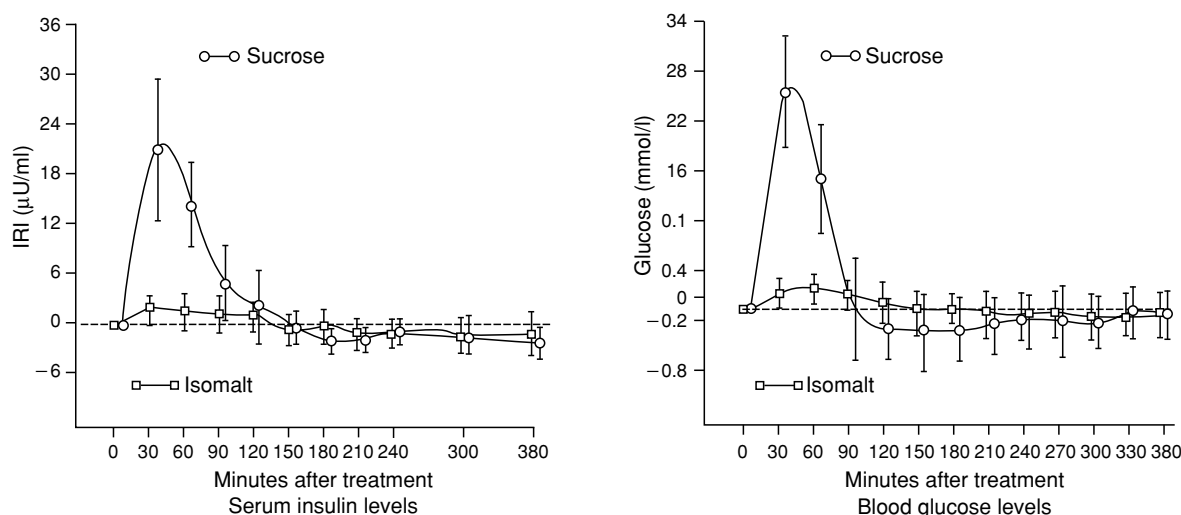 36
30
24
18
12
6
0
−6
IRI (μU/ml)
Sucrose
Isomalt
0 30 60 90 120 150 180 210 240 300 380
Minutes after treatment
Serum insulin levels
34
28
22
16
0.1
0.4
0
−0.2
−0.8
Glucose (mmol/l)
Sucrose
Isomalt
0 30 60 90 120 150 180 210 240 270 300 330 380
Minutes after treatment
Blood glucose levels